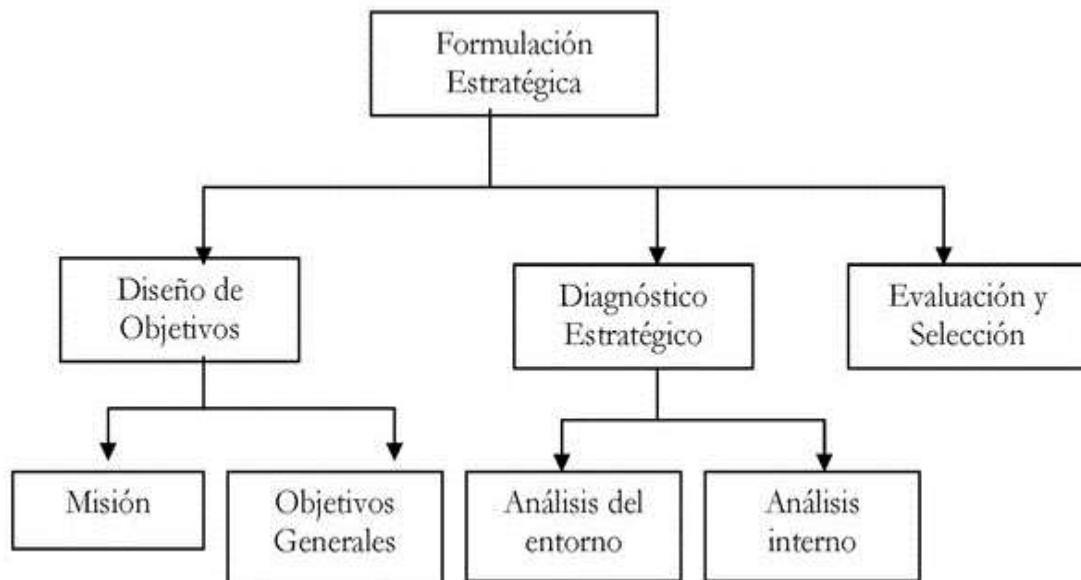 Formulación
Estratégica
Diseño de
Objetivos
Diagnóstico
Estratégico
Evaluación y
Selección
Misión
Objetivos
Generales
Análisis del
entorno
Análisis
interno